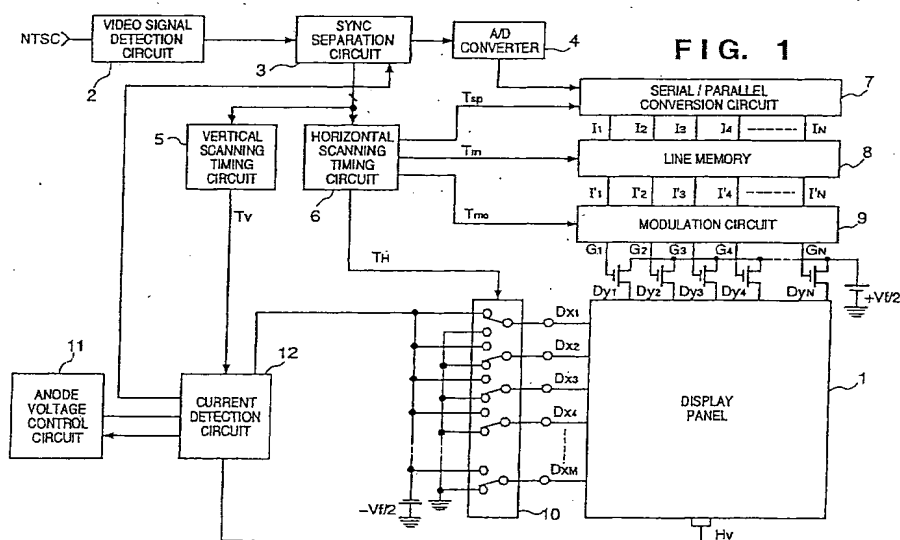 FIG. 1
NTSC
VIDEO SIGNAL
DETECTION
CIRCUIT
2
SYNC
SEPARATION
CIRCUIT
3
A/D
CONVERTER
4
SERIAL / PARALLEL
CONVERSION CIRCUIT
7
Tsp
I1 I2 I3 I4 IN
5
VERTICAL
SCANNING
TIMING
CIRCUIT
HORIZONTAL
SCANNING
TIMING
CIRCUIT
6
Tm
LINE MEMORY
8
I'1 I'2 I'3 I'4 I'N
Tmo
MODULATION CIRCUIT
9
Tv
TH
G1 G2 G3 G4 GN
Dy1 Dy2 Dy3 Dy4 DyN
+Vf/2
Dx1
Dx2
Dx3
Dx4
DxM
DISPLAY
PANEL
1
11
ANODE
VOLTAGE
CONTROL
CIRCUIT
12
CURRENT
DETECTION
CIRCUIT
-Vf/2
10
Hv